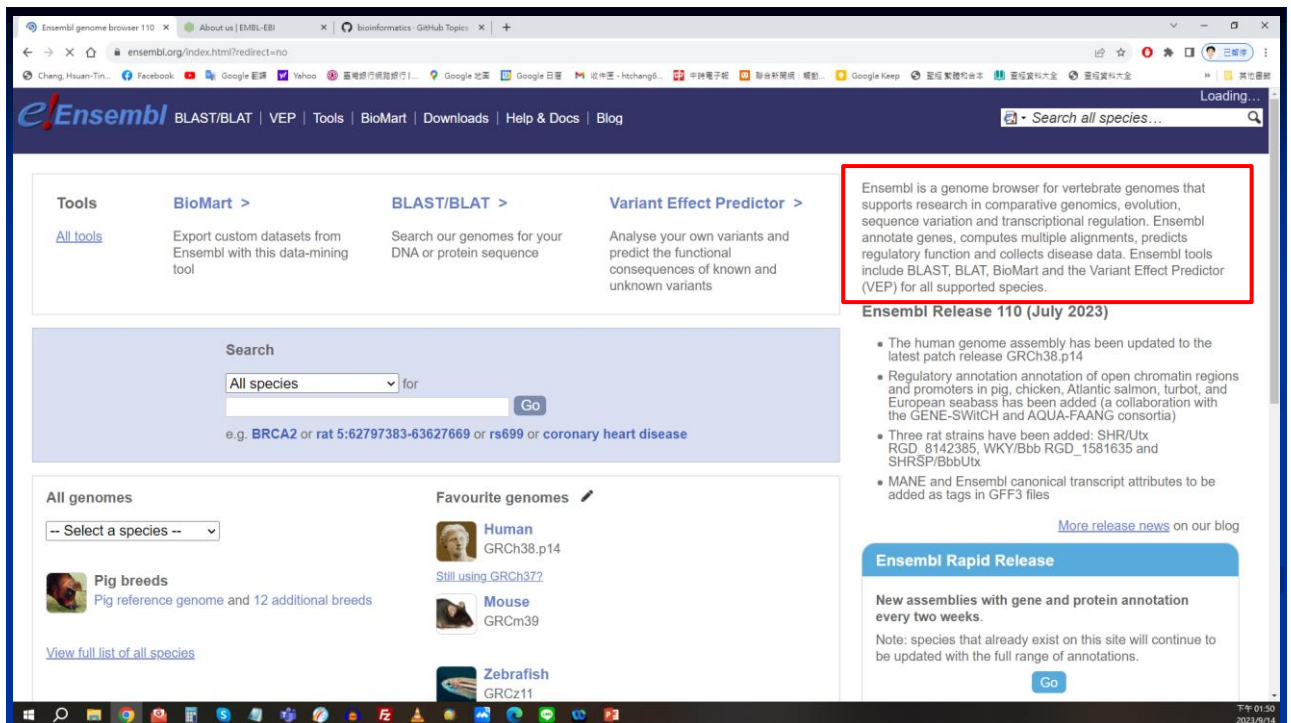 Ensembl genome browser 110
About us | EMBL-EBI
bioinformatics · GitHub Topics
ensembl.org/index.html?redirect=no
已暫停
Chang, Hsuan-Tin...
Facebook
Google 翻譯
Yahoo
Google 地圖
Google 日曆
收件匣 - htchang6...
中時電子報
Google Keep
其他書籤
Loading...
e!Ensembl BLAST/BLAT | VEP | Tools | BioMart | Downloads | Help & Docs | Blog
Search all species...
Tools
All tools
BioMart >
Export custom datasets from
Ensembl with this data-mining
tool
BLAST/BLAT >
Search our genomes for your
DNA or protein sequence
Variant Effect Predictor >
Analyse your own variants and
predict the functional
consequences of known and
unknown variants
Search
All species for
Go
e.g. BRCA2 or rat 5:62797383-63627669 or rs699 or coronary heart disease
All genomes
-- Select a species --
Pig breeds
Pig reference genome and 12 additional breeds
View full list of all species
Favourite genomes
Human
GRCh38.p14
Still using GRCh37?
Mouse
GRCm39
Zebrafish
GRCz11
Ensembl is a genome browser for vertebrate genomes that
supports research in comparative genomics, evolution,
sequence variation and transcriptional regulation. Ensembl
annotate genes, computes multiple alignments, predicts
regulatory function and collects disease data. Ensembl tools
include BLAST, BLAT, BioMart and the Variant Effect Predictor
(VEP) for all supported species.
Ensembl Release 110 (July 2023)
The human genome assembly has been updated to the
latest patch release GRCh38.p14
Regulatory annotation annotation of open chromatin regions
and promoters in pig, chicken, Atlantic salmon, turbot, and
European seabass has been added (a collaboration with
the GENE-SWitCH and AQUA-FAANG consortia)
Three rat strains have been added: SHR/Utx
RGD_8142385, WKY/Bbb RGD_1581635 and
SHRSP/BbbUtx
MANE and Ensembl canonical transcript attributes to be
added as tags in GFF3 files
More release news on our blog
Ensembl Rapid Release
New assemblies with gene and protein annotation
every two weeks.
Note: species that already exist on this site will continue to
be updated with the full range of annotations.
Go
下午 01:50
2023/9/14